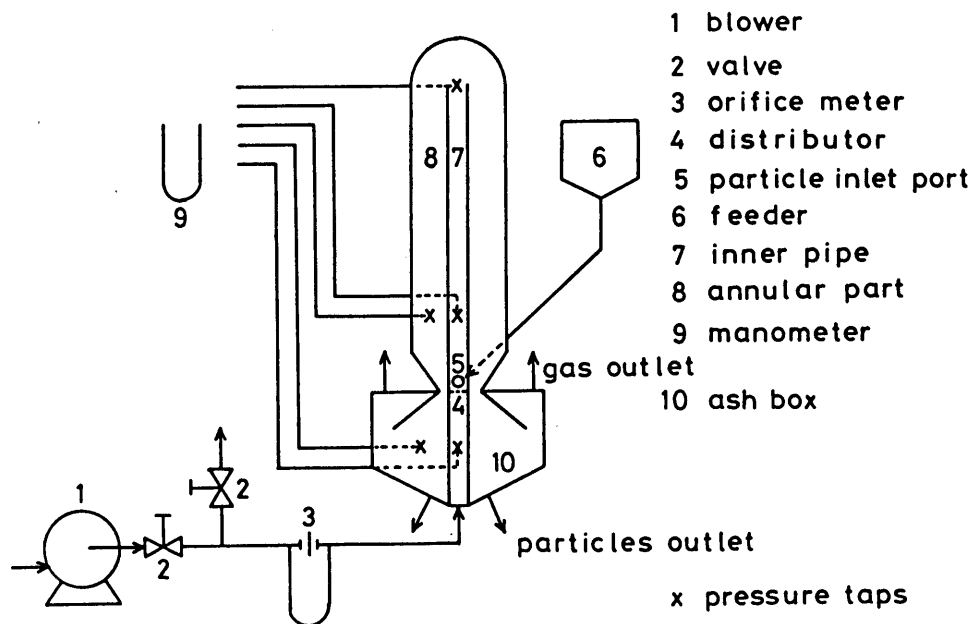 1 blower
2 valve
3 orifice meter
4 distributor
5 particle inlet port
6 feeder
7 inner pipe
8 annular part
9 manometer
10 ash box
gas outlet
particles outlet
x pressure taps
x
8
7
6
9
x
x
5
4
x
x
10
1
2
2
3